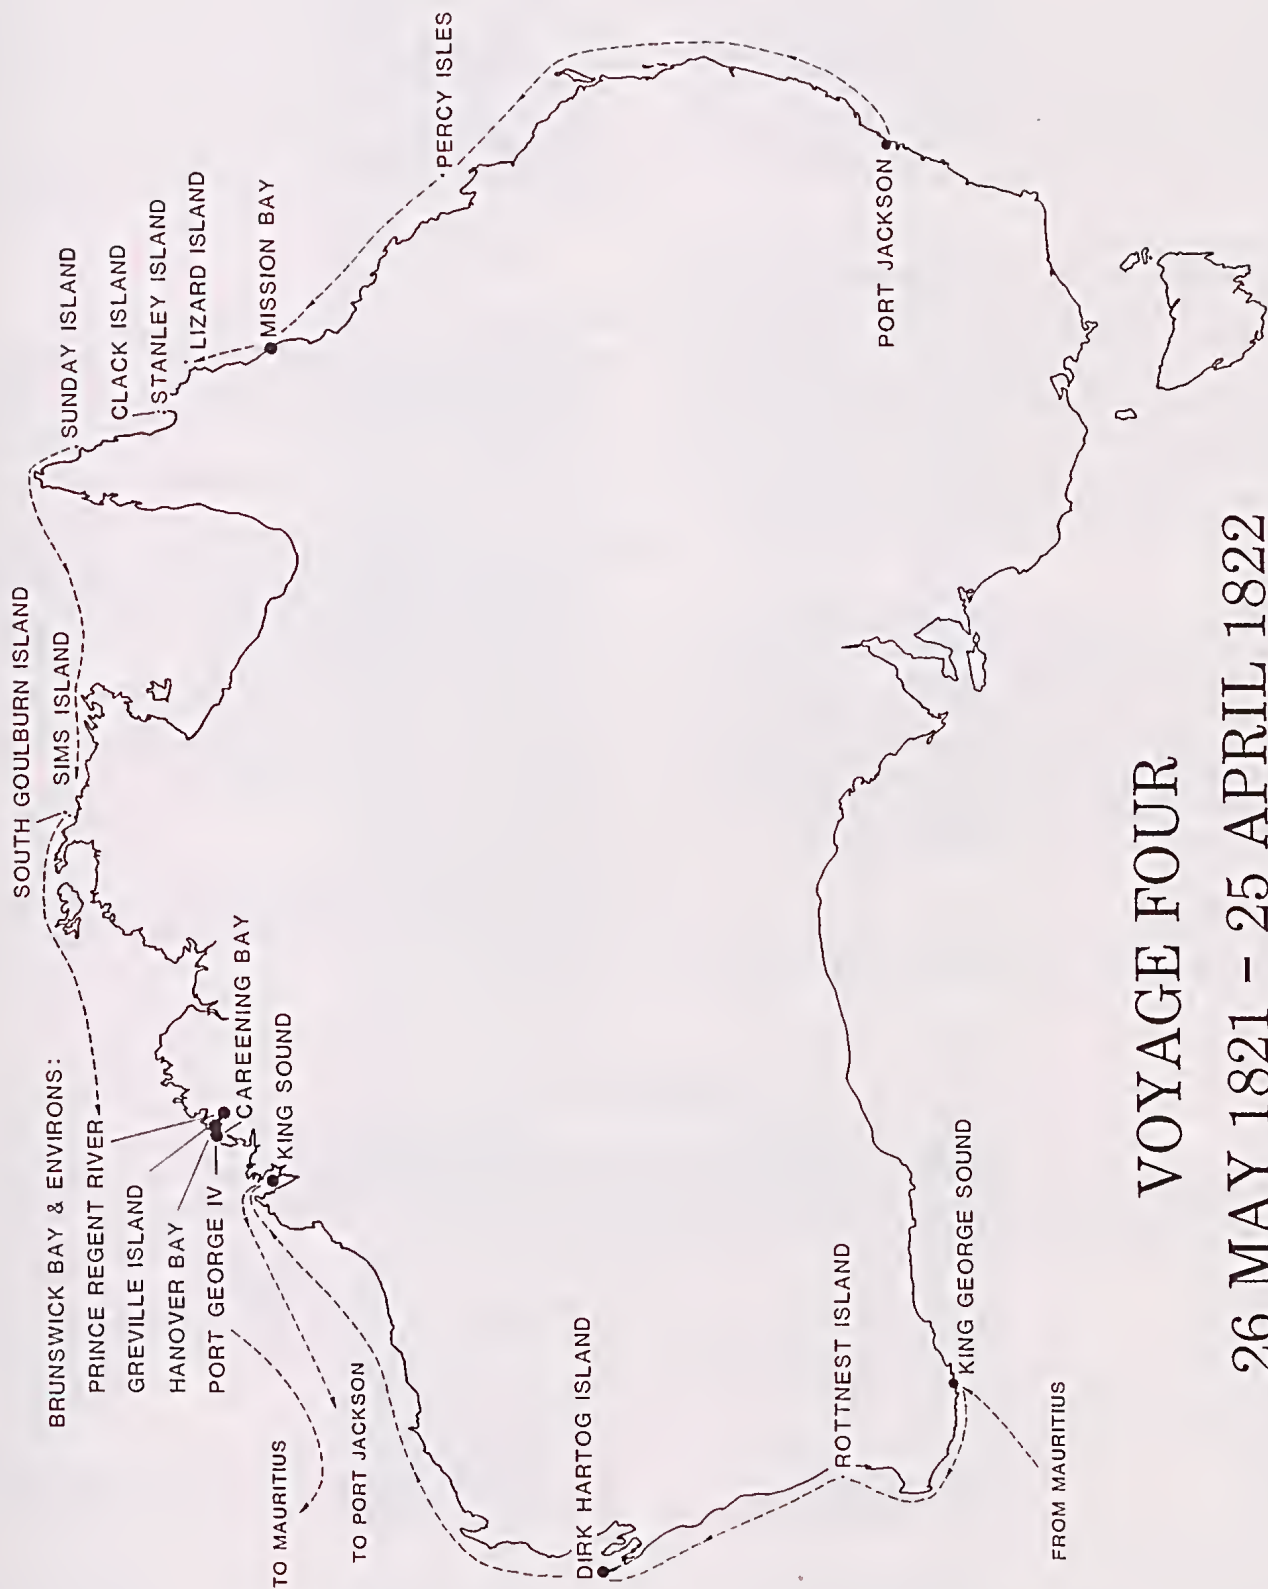 VOYAGE FOUR
26 MAY 1821 - 25 APRIL 1822
BRUNSWICK BAY & ENVIRONS:
PRINCE REGENT RIVER
GREVILLE ISLAND
HANOVER BAY
PORT GEORGE IV
CAREENING BAY
KING SOUND
TO MAURITIUS
TO PORT JACKSON
DIRK HARTOG ISLAND
ROTTNEST ISLAND
KING GEORGE SOUND
FROM MAURITIUS
SOUTH GOULBURN ISLAND
SIMS ISLAND
SUNDAY ISLAND
CLACK ISLAND
STANLEY ISLAND
LIZARD ISLAND
MISSION BAY
PERCY ISLES
PORT JACKSON